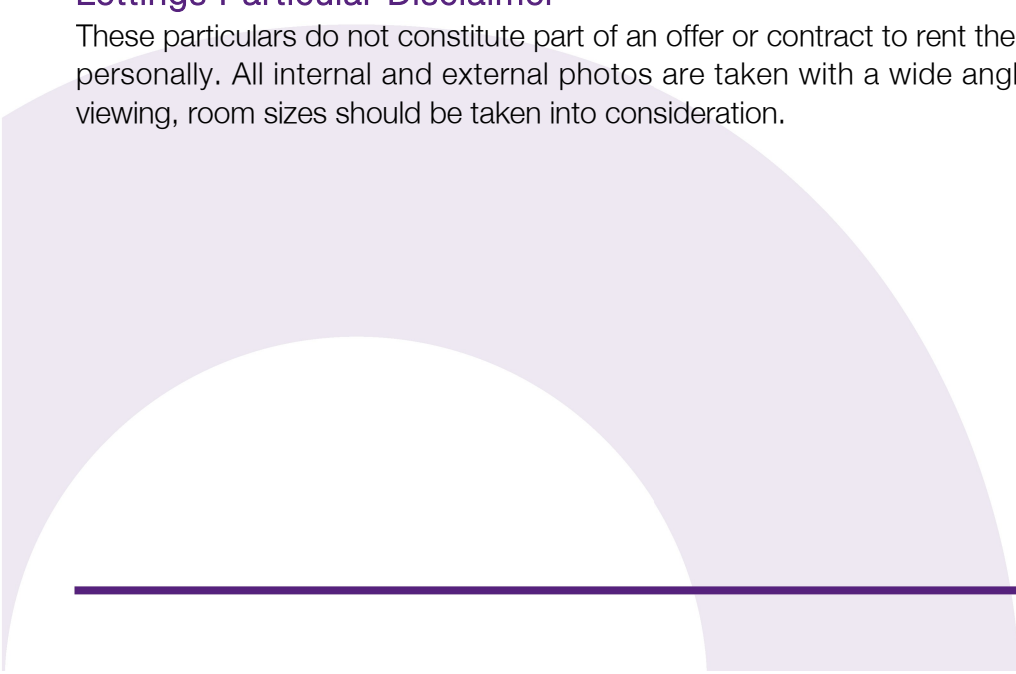 Lettings Particular Disclaimer
These particulars do not constitute part of an offer or contract to rent the
personally. All internal and external photos are taken with a wide angl
viewing, room sizes should be taken into consideration.